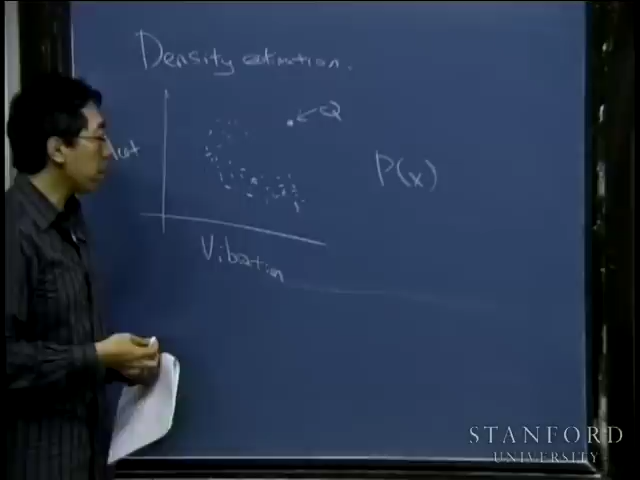 Density estimation.
Q
P(x)
Vibration
STANFORD
UNIVERSITY